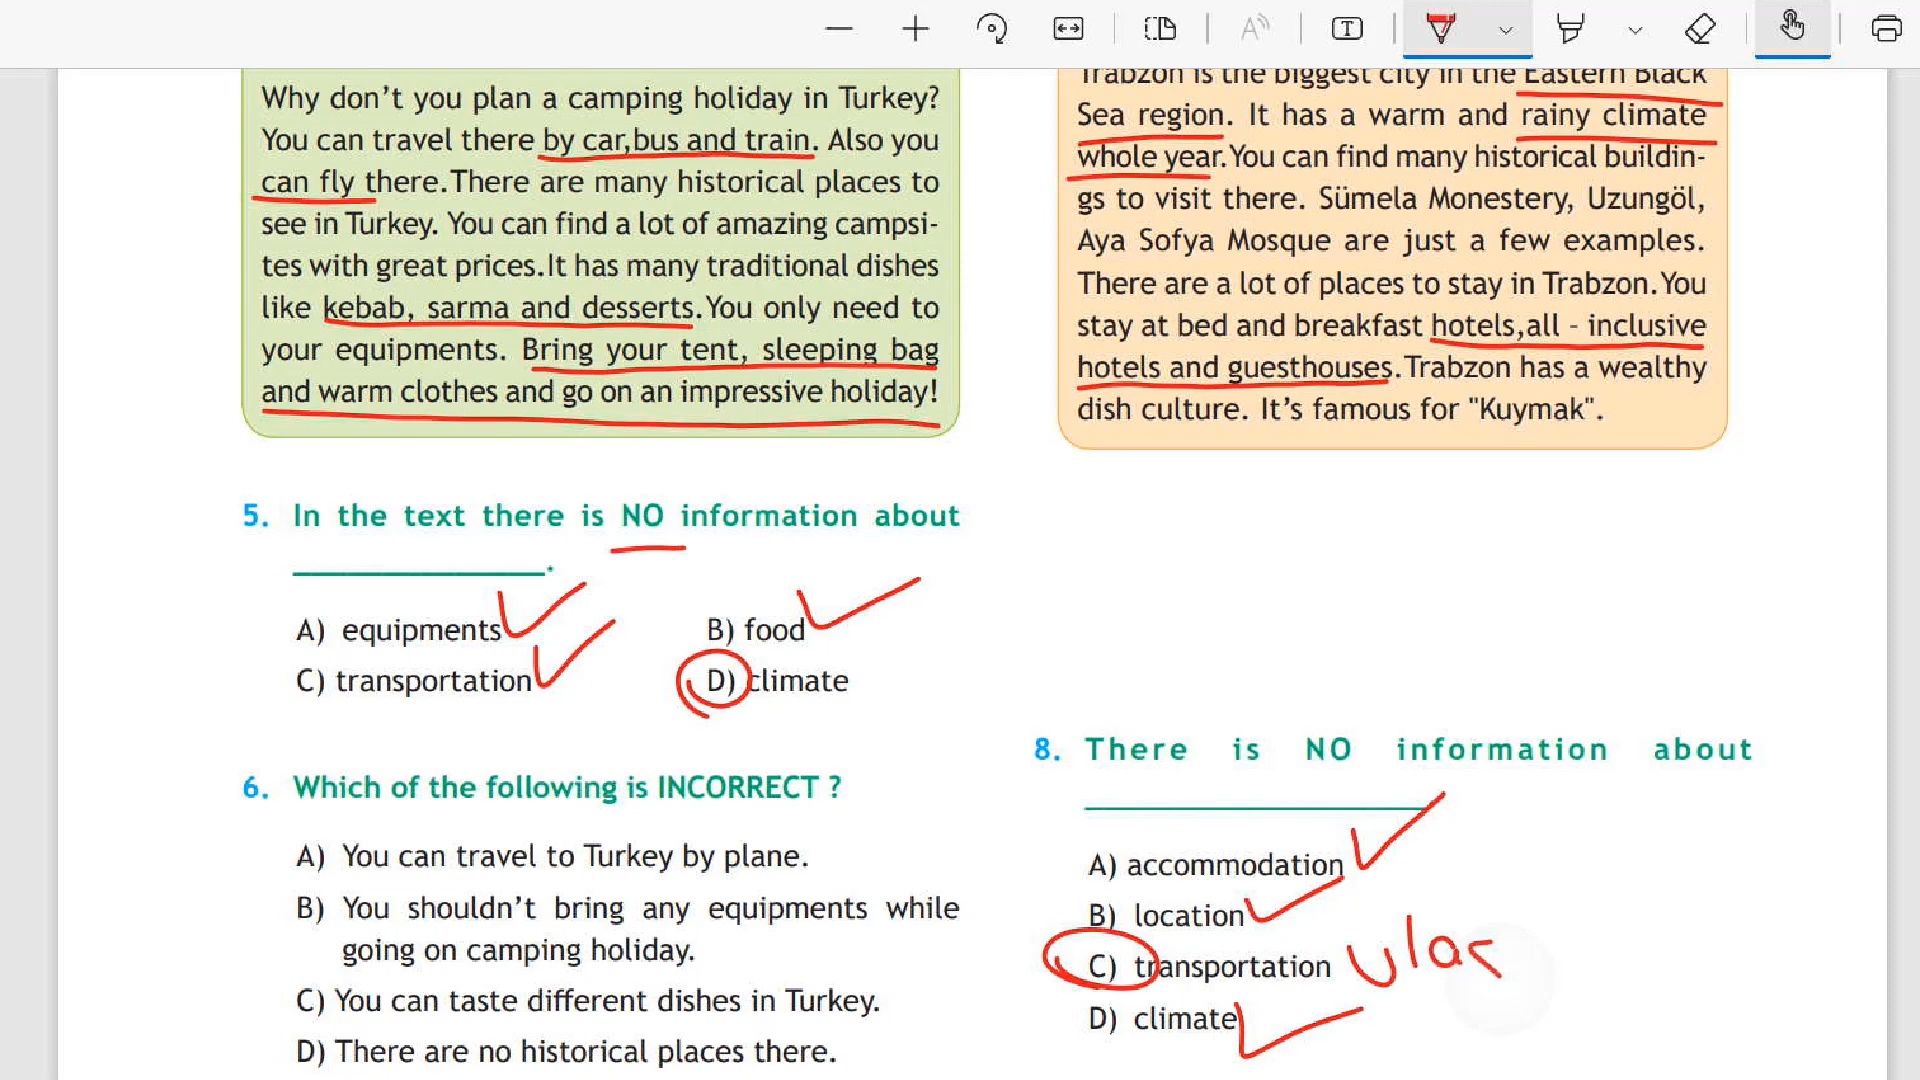 Why don't you plan a camping holiday in Turkey?
You can travel there by car,bus and train. Also you
can fly there.There are many historical places to
see in Turkey. You can find a lot of amazing campsi-
tes with great prices.It has many traditional dishes
like kebab, sarma and desserts.You only need to
your equipments. Bring your tent, sleeping bag
and warm clothes and go on an impressive holiday!
5. In the text there is NO information about
____________.
A) equipments
B) food
C) transportation
D) climate
6. Which of the following is INCORRECT ?
A) You can travel to Turkey by plane.
B) You shouldn't bring any equipments while
going on camping holiday.
C) You can taste different dishes in Turkey.
D) There are no historical places there.
Trabzon is the biggest city in the Eastern Black
Sea region. It has a warm and rainy climate
whole year.You can find many historical buildin-
gs to visit there. Sümela Monestery, Uzungöl,
Aya Sofya Mosque are just a few examples.
There are a lot of places to stay in Trabzon.You
stay at bed and breakfast hotels,all - inclusive
hotels and guesthouses.Trabzon has a wealthy
dish culture. It's famous for "Kuymak".
8. There is NO information about
________________
A) accommodation
B) location
C) transportation
D) climate